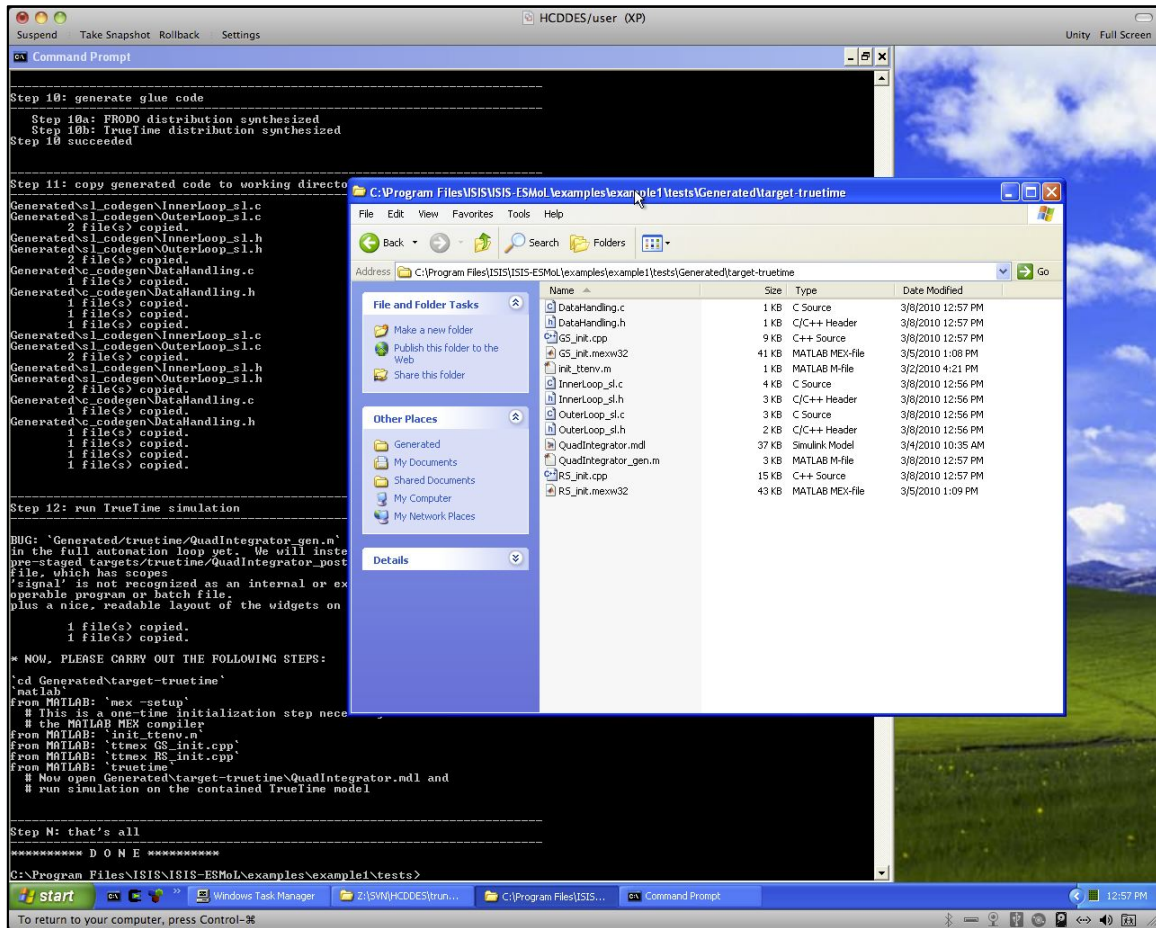 HCDDES/user (XP)
Suspend Take Snapshot Rollback Settings Unity Full Screen
Command Prompt
Step 10: generate glue code
Step 10a: FRODO distribution synthesized
Step 10b: TrueTime distribution synthesized
Step 10 succeeded
Step 11: copy generated code to working directo
Generated\sl_codegen\InnerLoop_sl.c
Generated\sl_codegen\OuterLoop_sl.c
2 file(s) copied.
Generated\sl_codegen\InnerLoop_sl.h
Generated\sl_codegen\OuterLoop_sl.h
2 file(s) copied.
Generated\c_codegen\DataHandling.c
1 file(s) copied.
Generated\c_codegen\DataHandling.h
1 file(s) copied.
1 file(s) copied.
1 file(s) copied.
Generated\sl_codegen\InnerLoop_sl.c
Generated\sl_codegen\OuterLoop_sl.c
2 file(s) copied.
Generated\sl_codegen\InnerLoop_sl.h
Generated\sl_codegen\OuterLoop_sl.h
2 file(s) copied.
Generated\c_codegen\DataHandling.c
1 file(s) copied.
Generated\c_codegen\DataHandling.h
1 file(s) copied.
1 file(s) copied.
1 file(s) copied.
1 file(s) copied.
Step 12: run TrueTime simulation
BUG: `Generated/truetime/QuadIntegrator_gen.m`
in the full automation loop yet. We will inste
pre-staged targets/truetime/QuadIntegrator_post
file, which has scopes
'signal' is not recognized as an internal or ex
operable program or batch file.
plus a nice, readable layout of the widgets on
1 file(s) copied.
1 file(s) copied.
* NOW, PLEASE CARRY OUT THE FOLLOWING STEPS:
`cd Generated\target-truetime`
`matlab`
from MATLAB: `mex -setup`
# This is a one-time initialization step nece
# the MATLAB MEX compiler
from MATLAB: `init_ttenv.m`
from MATLAB: `ttmex GS_init.cpp`
from MATLAB: `ttmex RS_init.cpp`
from MATLAB: `truetime`
# Now open Generated\target-truetime\QuadIntegrator.mdl and
# run simulation on the contained TrueTime model
Step N: that's all
********** D O N E **********
C:\Program Files\ISIS\ISIS-ESMoL\examples\example1\tests>
C:\Program Files\ISIS\ISIS-ESMoL\examples\example1\tests\Generated\target-truetime
File Edit View Favorites Tools Help
Back Search Folders
Address C:\Program Files\ISIS\ISIS-ESMoL\examples\example1\tests\Generated\target-truetime Go
File and Folder Tasks
Make a new folder
Publish this folder to the
Web
Share this folder
Other Places
Generated
My Documents
Shared Documents
My Computer
My Network Places
Details
Name Size Type Date Modified
DataHandling.c 1 KB C Source 3/8/2010 12:57 PM
DataHandling.h 1 KB C/C++ Header 3/8/2010 12:57 PM
GS_init.cpp 9 KB C++ Source 3/8/2010 12:57 PM
GS_init.mexw32 41 KB MATLAB MEX-file 3/5/2010 1:08 PM
init_ttenv.m 1 KB MATLAB M-file 3/2/2010 4:21 PM
InnerLoop_sl.c 4 KB C Source 3/8/2010 12:56 PM
InnerLoop_sl.h 3 KB C/C++ Header 3/8/2010 12:56 PM
OuterLoop_sl.c 3 KB C Source 3/8/2010 12:56 PM
OuterLoop_sl.h 2 KB C/C++ Header 3/8/2010 12:56 PM
QuadIntegrator.mdl 37 KB Simulink Model 3/4/2010 10:35 AM
QuadIntegrator_gen.m 3 KB MATLAB M-file 3/8/2010 12:57 PM
RS_init.cpp 15 KB C++ Source 3/8/2010 12:57 PM
RS_init.mexw32 43 KB MATLAB MEX-file 3/5/2010 1:09 PM
start Windows Task Manager Z:\SVN\HCDDES\trun... C:\Program Files\ISIS... Command Prompt 12:57 PM
To return to your computer, press Control-⌘